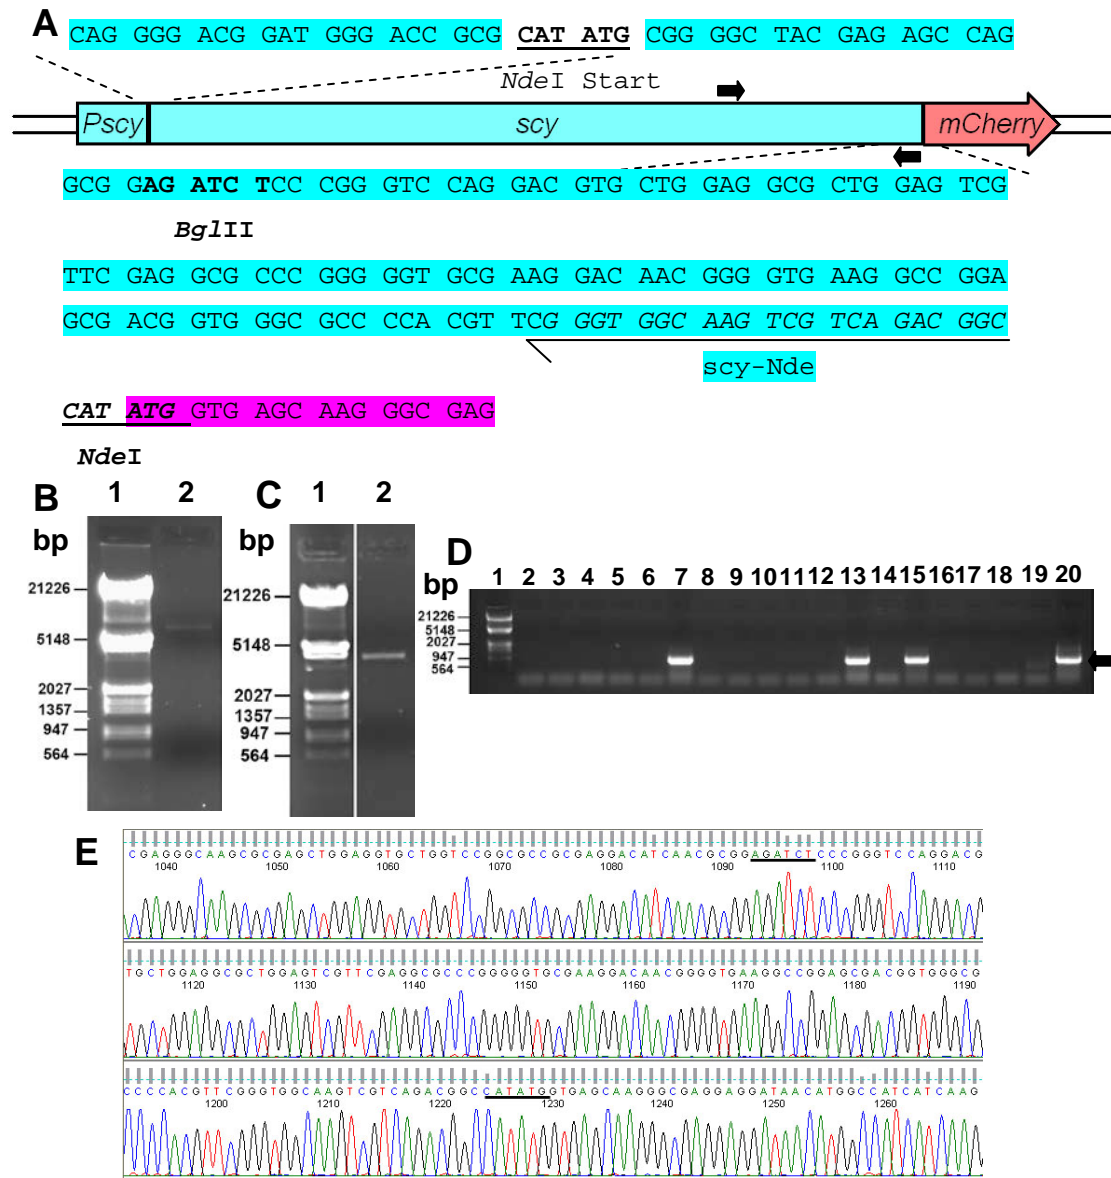 A
CAG GGG ACG GAT GGG ACC GCG CAT ATG CGG GGC TAC GAG AGC CAG
NdeI Start
Pscy scy mCherry
GCG GAG ATC TCC CGG GTC CAG GAC GTG CTG GAG GCG CTG GAG TCG
BglII
TTC GAG GCG CCC GGG GGT GCG AAG GAC AAC GGG GTG AAG GCC GGA
GCG ACG GTG GGC GCC CCA CGT TCG GGT GGC AAG TCG TCA GAC GGC
scy-Nde
CAT ATG GTG AGC AAG GGC GAG
NdeI
B 1 2
bp
21226
5148
2027
1357
947
564
C 1 2
bp
21226
5148
2027
1357
947
564
D
bp 1 2 3 4 5 6 7 8 9 10 11 12 13 14 15 16 17 18 19 20
21226
5148
2027
947
564
E
CGAGGGCAAGCGCGAGCTGGAGGTGCTGGTCCGGCGCCGCGAGGACATCAACGCGGAGATCTCCCGGGTCCAGGACG
1040 1050 1060 1070 1080 1090 1100 1110
TGCTGGAGGCGCTGGAGTCGTTCGAGGCGCCCGGGGGTGCGAAGGACAACGGGGTGAAGGCCGGAGCGACGGTGGGCG
1120 1130 1140 1150 1160 1170 1180 1190
CCCCACGTTCGGGTGGCAAGTCGTCAGACGGCCATATGGTGAGCAAGGGCGAGGAGGATAACATGGCCATCATCAAG
1200 1210 1220 1230 1240 1250 1260